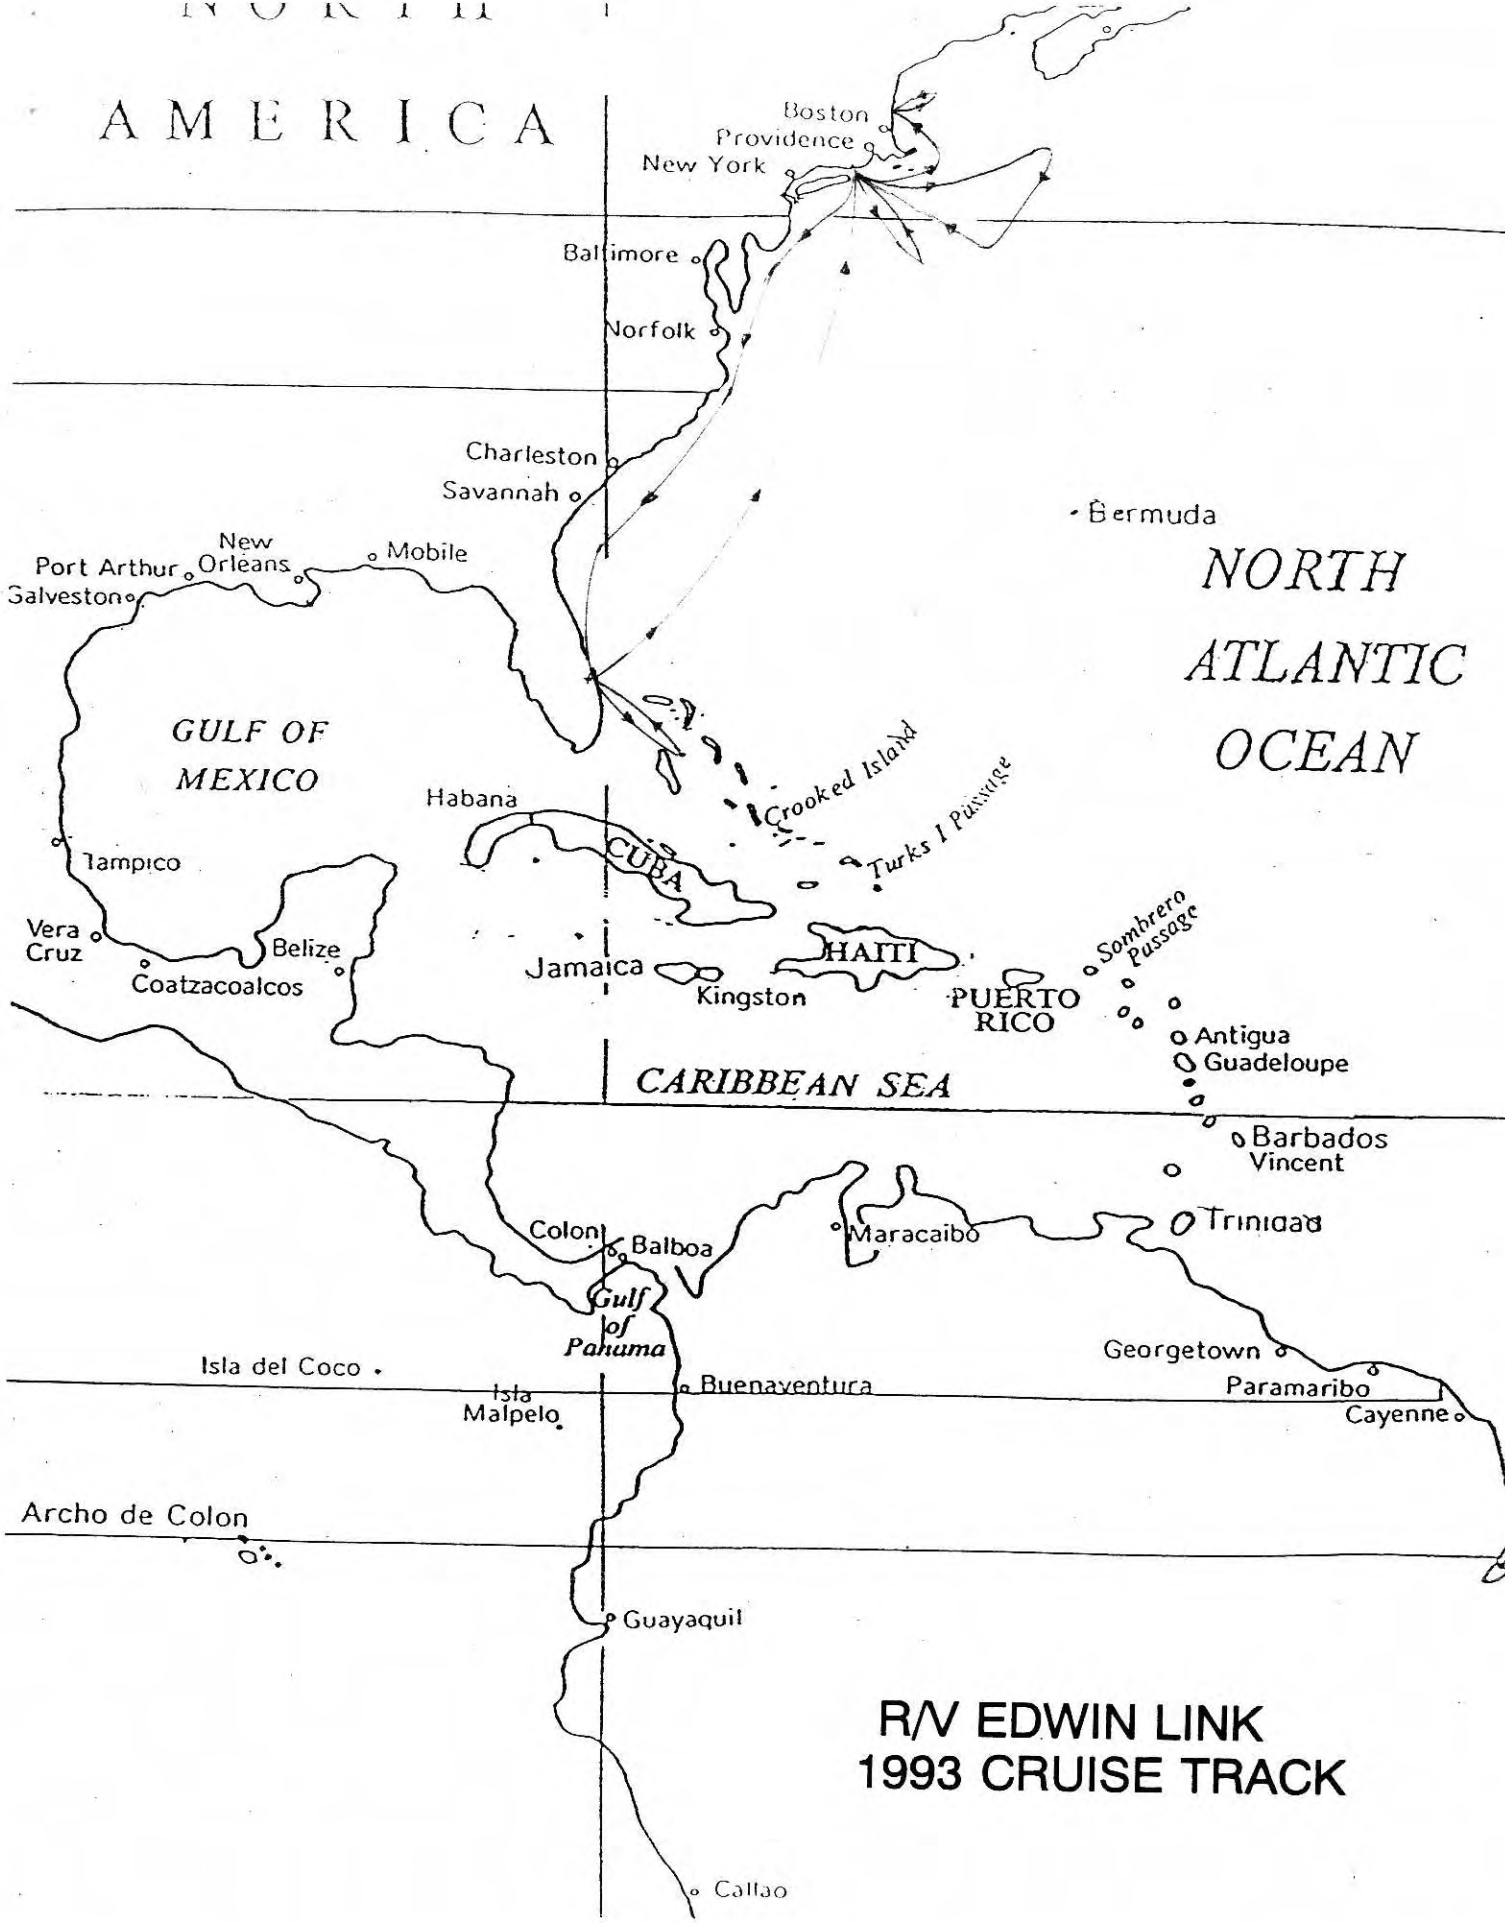 NORTH
AMERICA
Boston
Providence
New York
Baltimore
Norfolk
Charleston
Savannah
Bermuda
NORTH
ATLANTIC
OCEAN
New
Orleans
Mobile
Port Arthur
Galveston
GULF OF
MEXICO
Habana
CUBA
Crooked Island
Turks I Passage
Tampico
Vera
Cruz
Coatzacoalcos
Belize
Jamaica
Kingston
HAITI
PUERTO
RICO
Sombrero
Passage
Antigua
Guadeloupe
CARIBBEAN SEA
Barbados
Vincent
Trinidad
Colon
Balboa
Maracaibo
Gulf
of
Panama
Isla del Coco
Isla
Malpelo
Buenaventura
Georgetown
Paramaribo
Cayenne
Archo de Colon
Guayaquil
R/V EDWIN LINK
1993 CRUISE TRACK
Callao